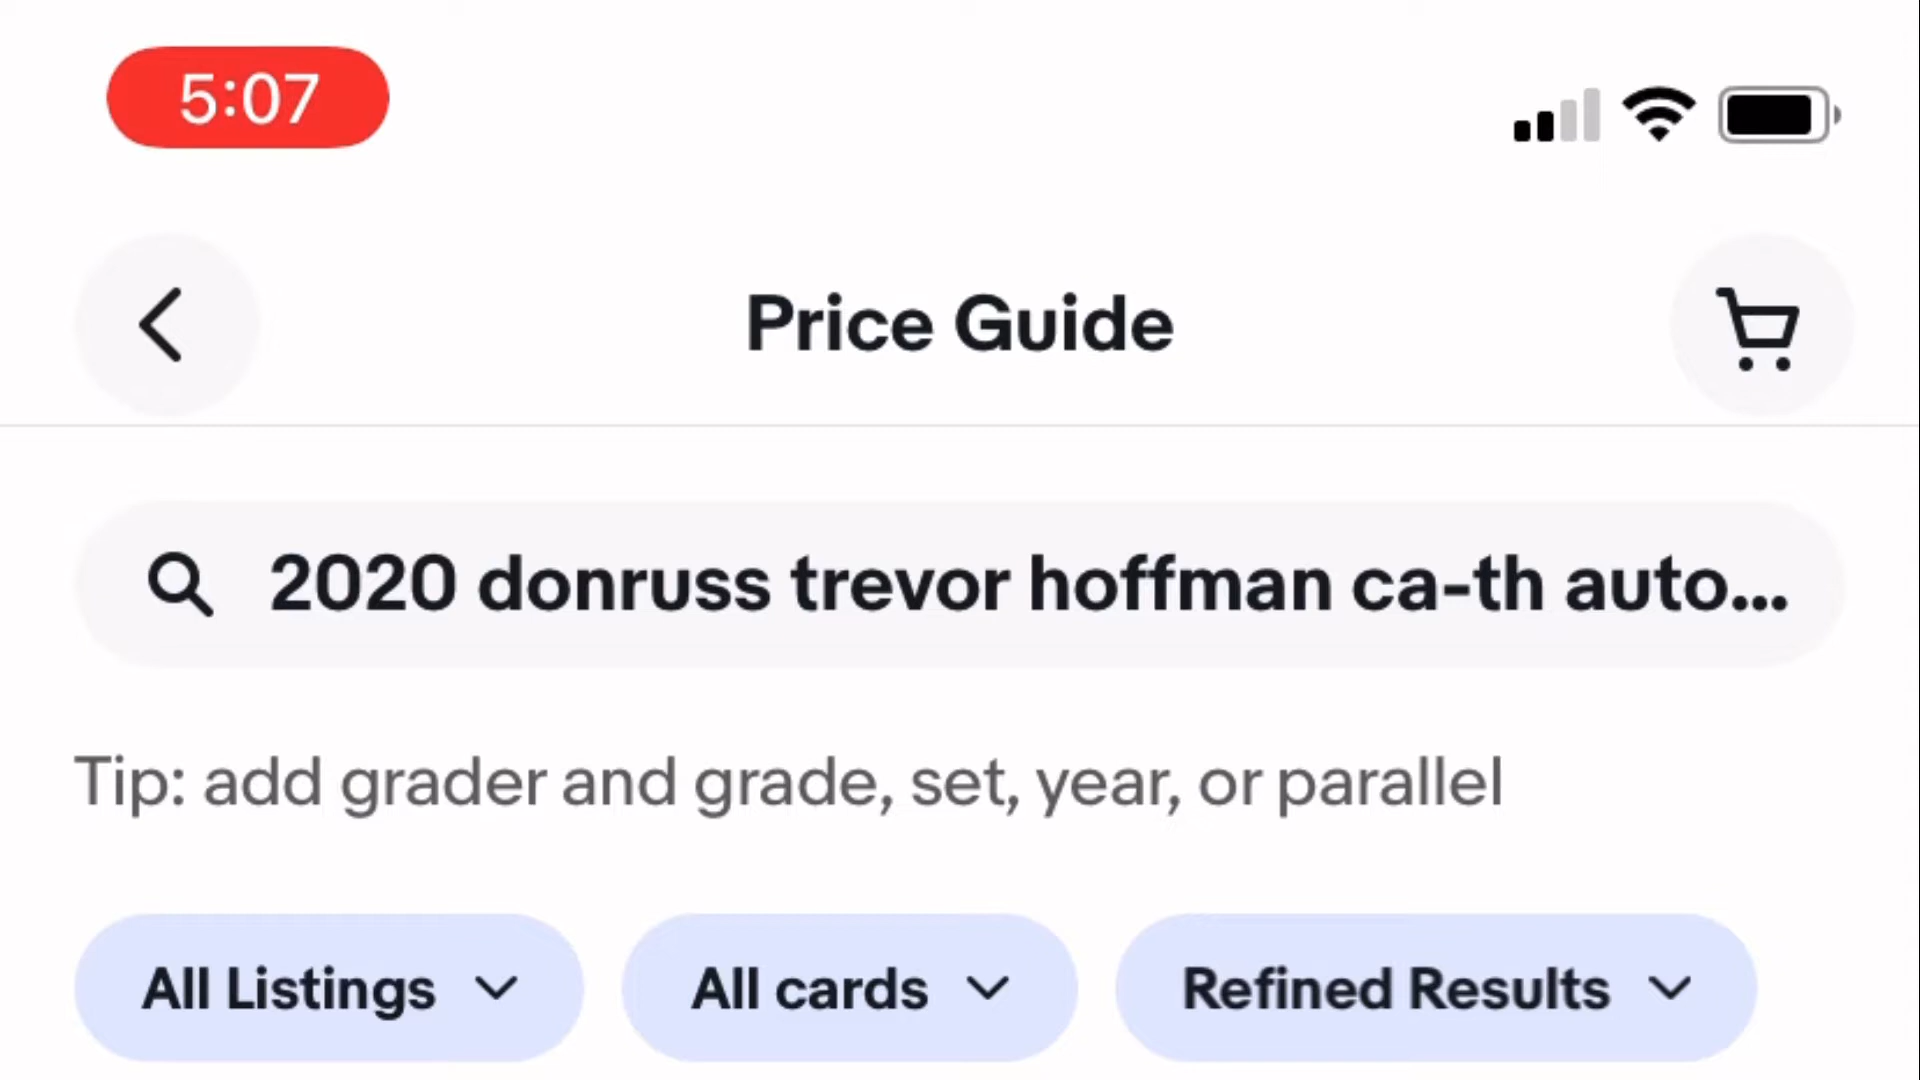 5:07
Price Guide
2020 donruss trevor hoffman ca-th auto...
Tip: add grader and grade, set, year, or parallel
All Listings All cards Refined Results